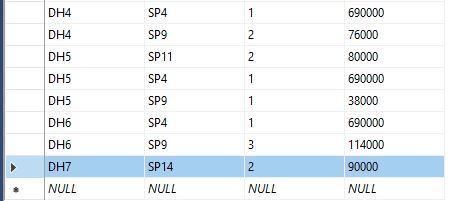 DH4 SP4 1 690000
DH4 SP9 2 76000
DH5 SP11 2 80000
DH5 SP4 1 690000
DH5 SP9 1 38000
DH6 SP4 1 690000
DH6 SP9 3 114000
DH7 SP14 2 90000
NULL NULL NULL NULL